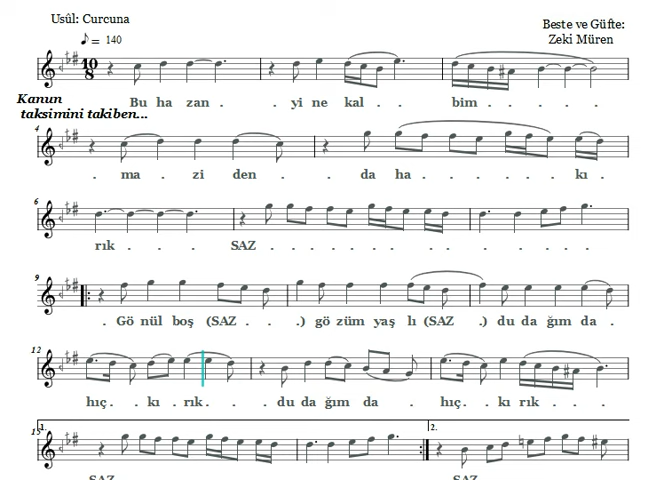 Usûl: Curcuna
Beste ve Güfte:
Zeki Müren
♪ = 140
10
8
Kanun
taksimini takiben...
Bu ha zan . . yi ne kal . . . bim . . . . .
4
. ma . zi den . . da ha . . . . kı .
6
rık . . SAZ . . . . . . . . . . .
9
. Gö nül boş (SAZ . . .) gö züm yaş lı (SAZ . .) du da ğım da .
12
hıç . . kı . rık . . . du da ğım da . . hıç . . kı rık . . .
15
1.
2.
SAZ
SAZ